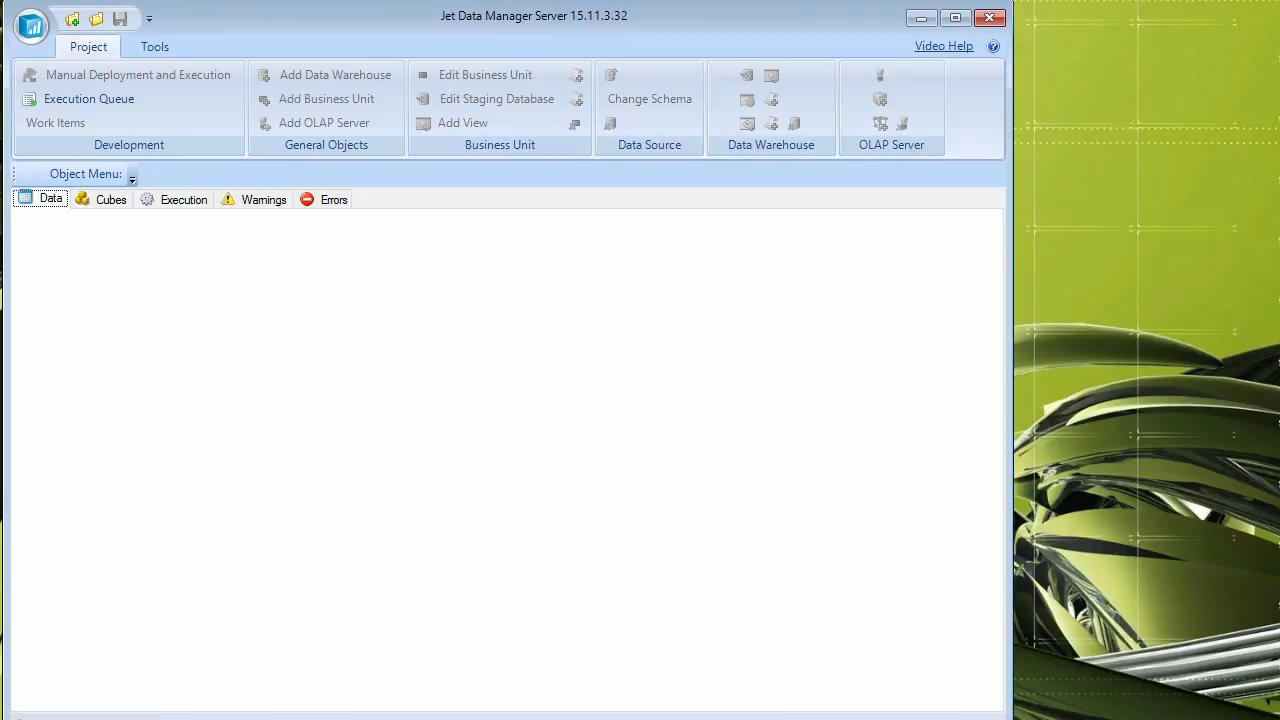 Jet Data Manager Server 15.11.3.32
Project
Tools
Video Help
Manual Deployment and Execution
Execution Queue
Work Items
Development
Add Data Warehouse
Add Business Unit
Add OLAP Server
General Objects
Edit Business Unit
Edit Staging Database
Add View
Business Unit
Change Schema
Data Source
Data Warehouse
OLAP Server
Object Menu:
Data
Cubes
Execution
Warnings
Errors